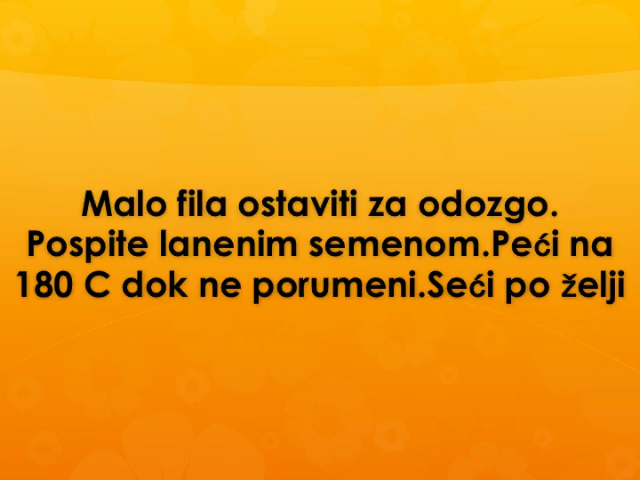 Malo fila ostaviti za odozgo.
Pospite lanenim semenom.Peći na
180 C dok ne porumeni.Seći po želji